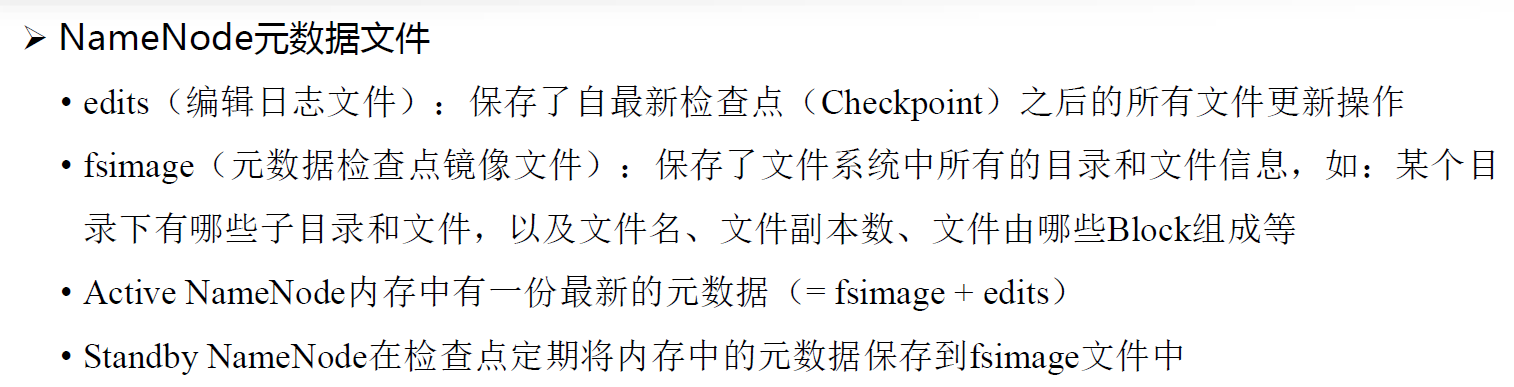 ➢ NameNode元数据文件
• edits（编辑日志文件）：保存了自最新检查点（Checkpoint）之后的所有文件更新操作
• fsimage（元数据检查点镜像文件）：保存了文件系统中所有的目录和文件信息，如：某个目
录下有哪些子目录和文件，以及文件名、文件副本数、文件由哪些Block组成等
• Active NameNode内存中有一份最新的元数据（= fsimage + edits）
• Standby NameNode在检查点定期将内存中的元数据保存到fsimage文件中